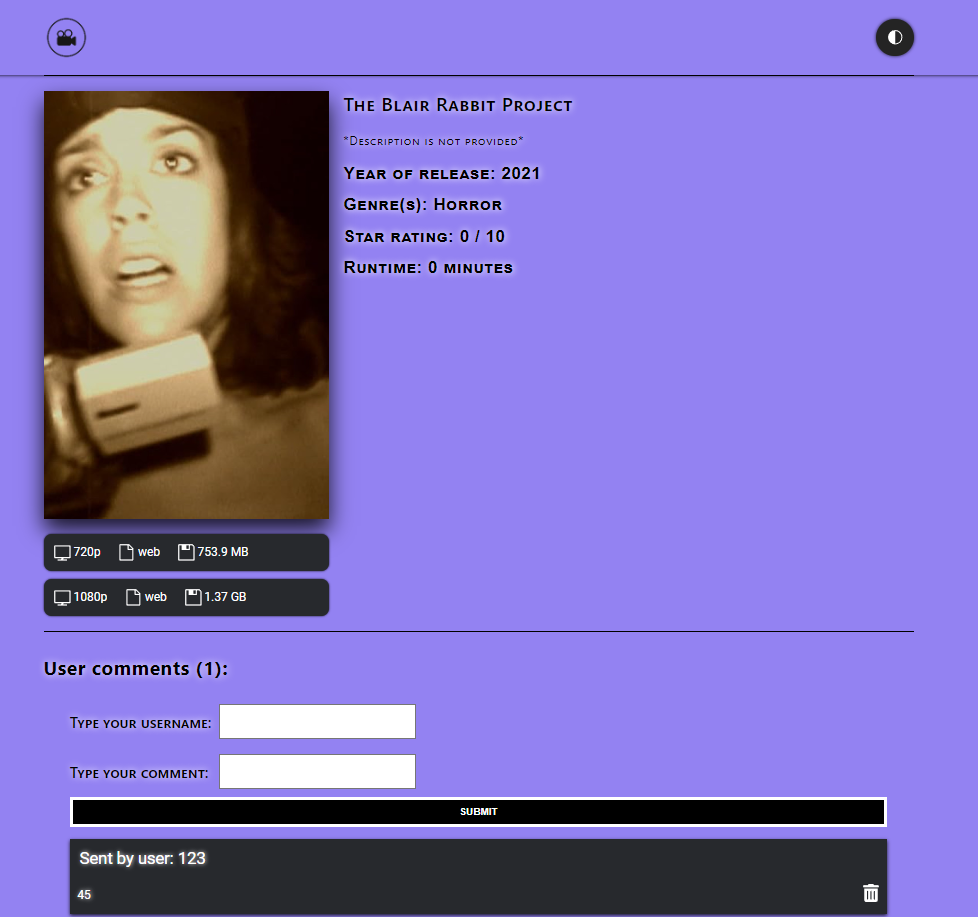 The Blair Rabbit Project
*Description is not provided*
Year of release: 2021
Genre(s): Horror
Star rating: 0 / 10
Runtime: 0 minutes
720p web 753.9 MB
1080p web 1.37 GB
User comments (1):
Type your username:
Type your comment:
SUBMIT
Sent by user: 123
45